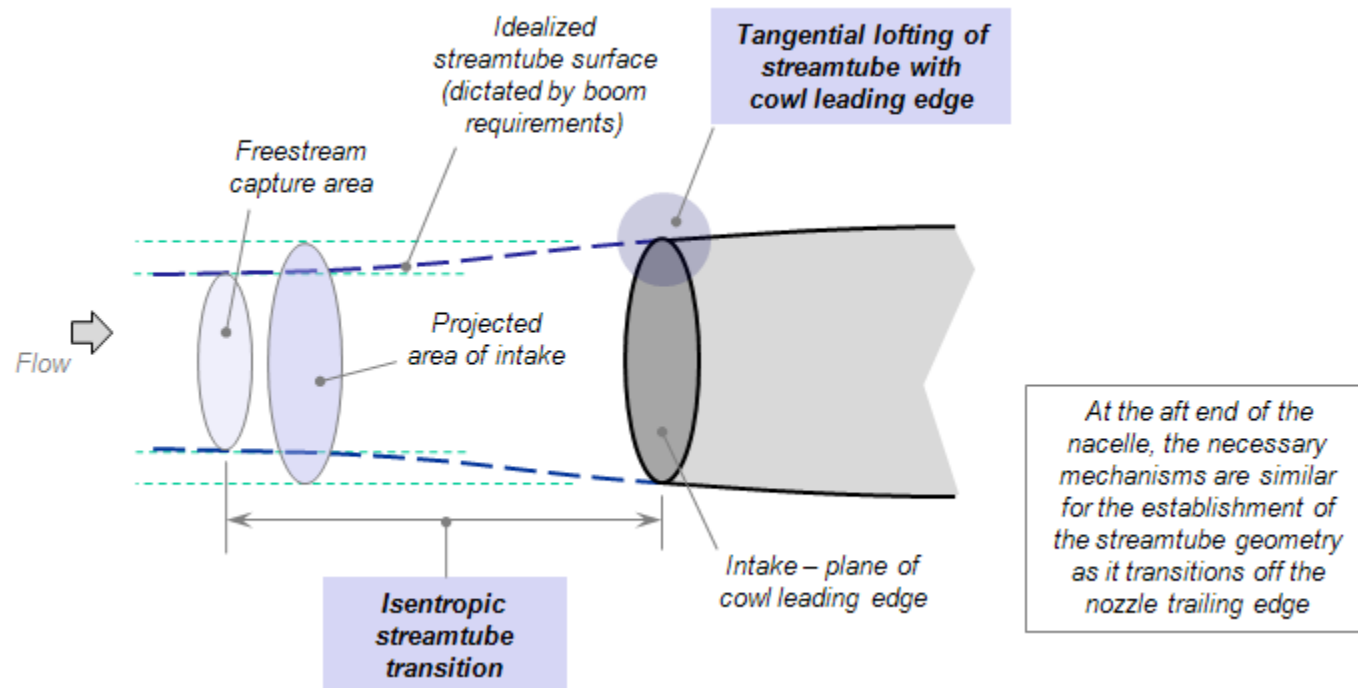 Idealized
streamtube surface
(dictated by boom
requirements)
Tangential lofting of
streamtube with
cowl leading edge
Freestream
capture area
Flow
Projected
area of intake
Intake – plane of
cowl leading edge
Isentropic
streamtube
transition
At the aft end of the
nacelle, the necessary
mechanisms are similar
for the establishment of
the streamtube geometry
as it transitions off the
nozzle trailing edge